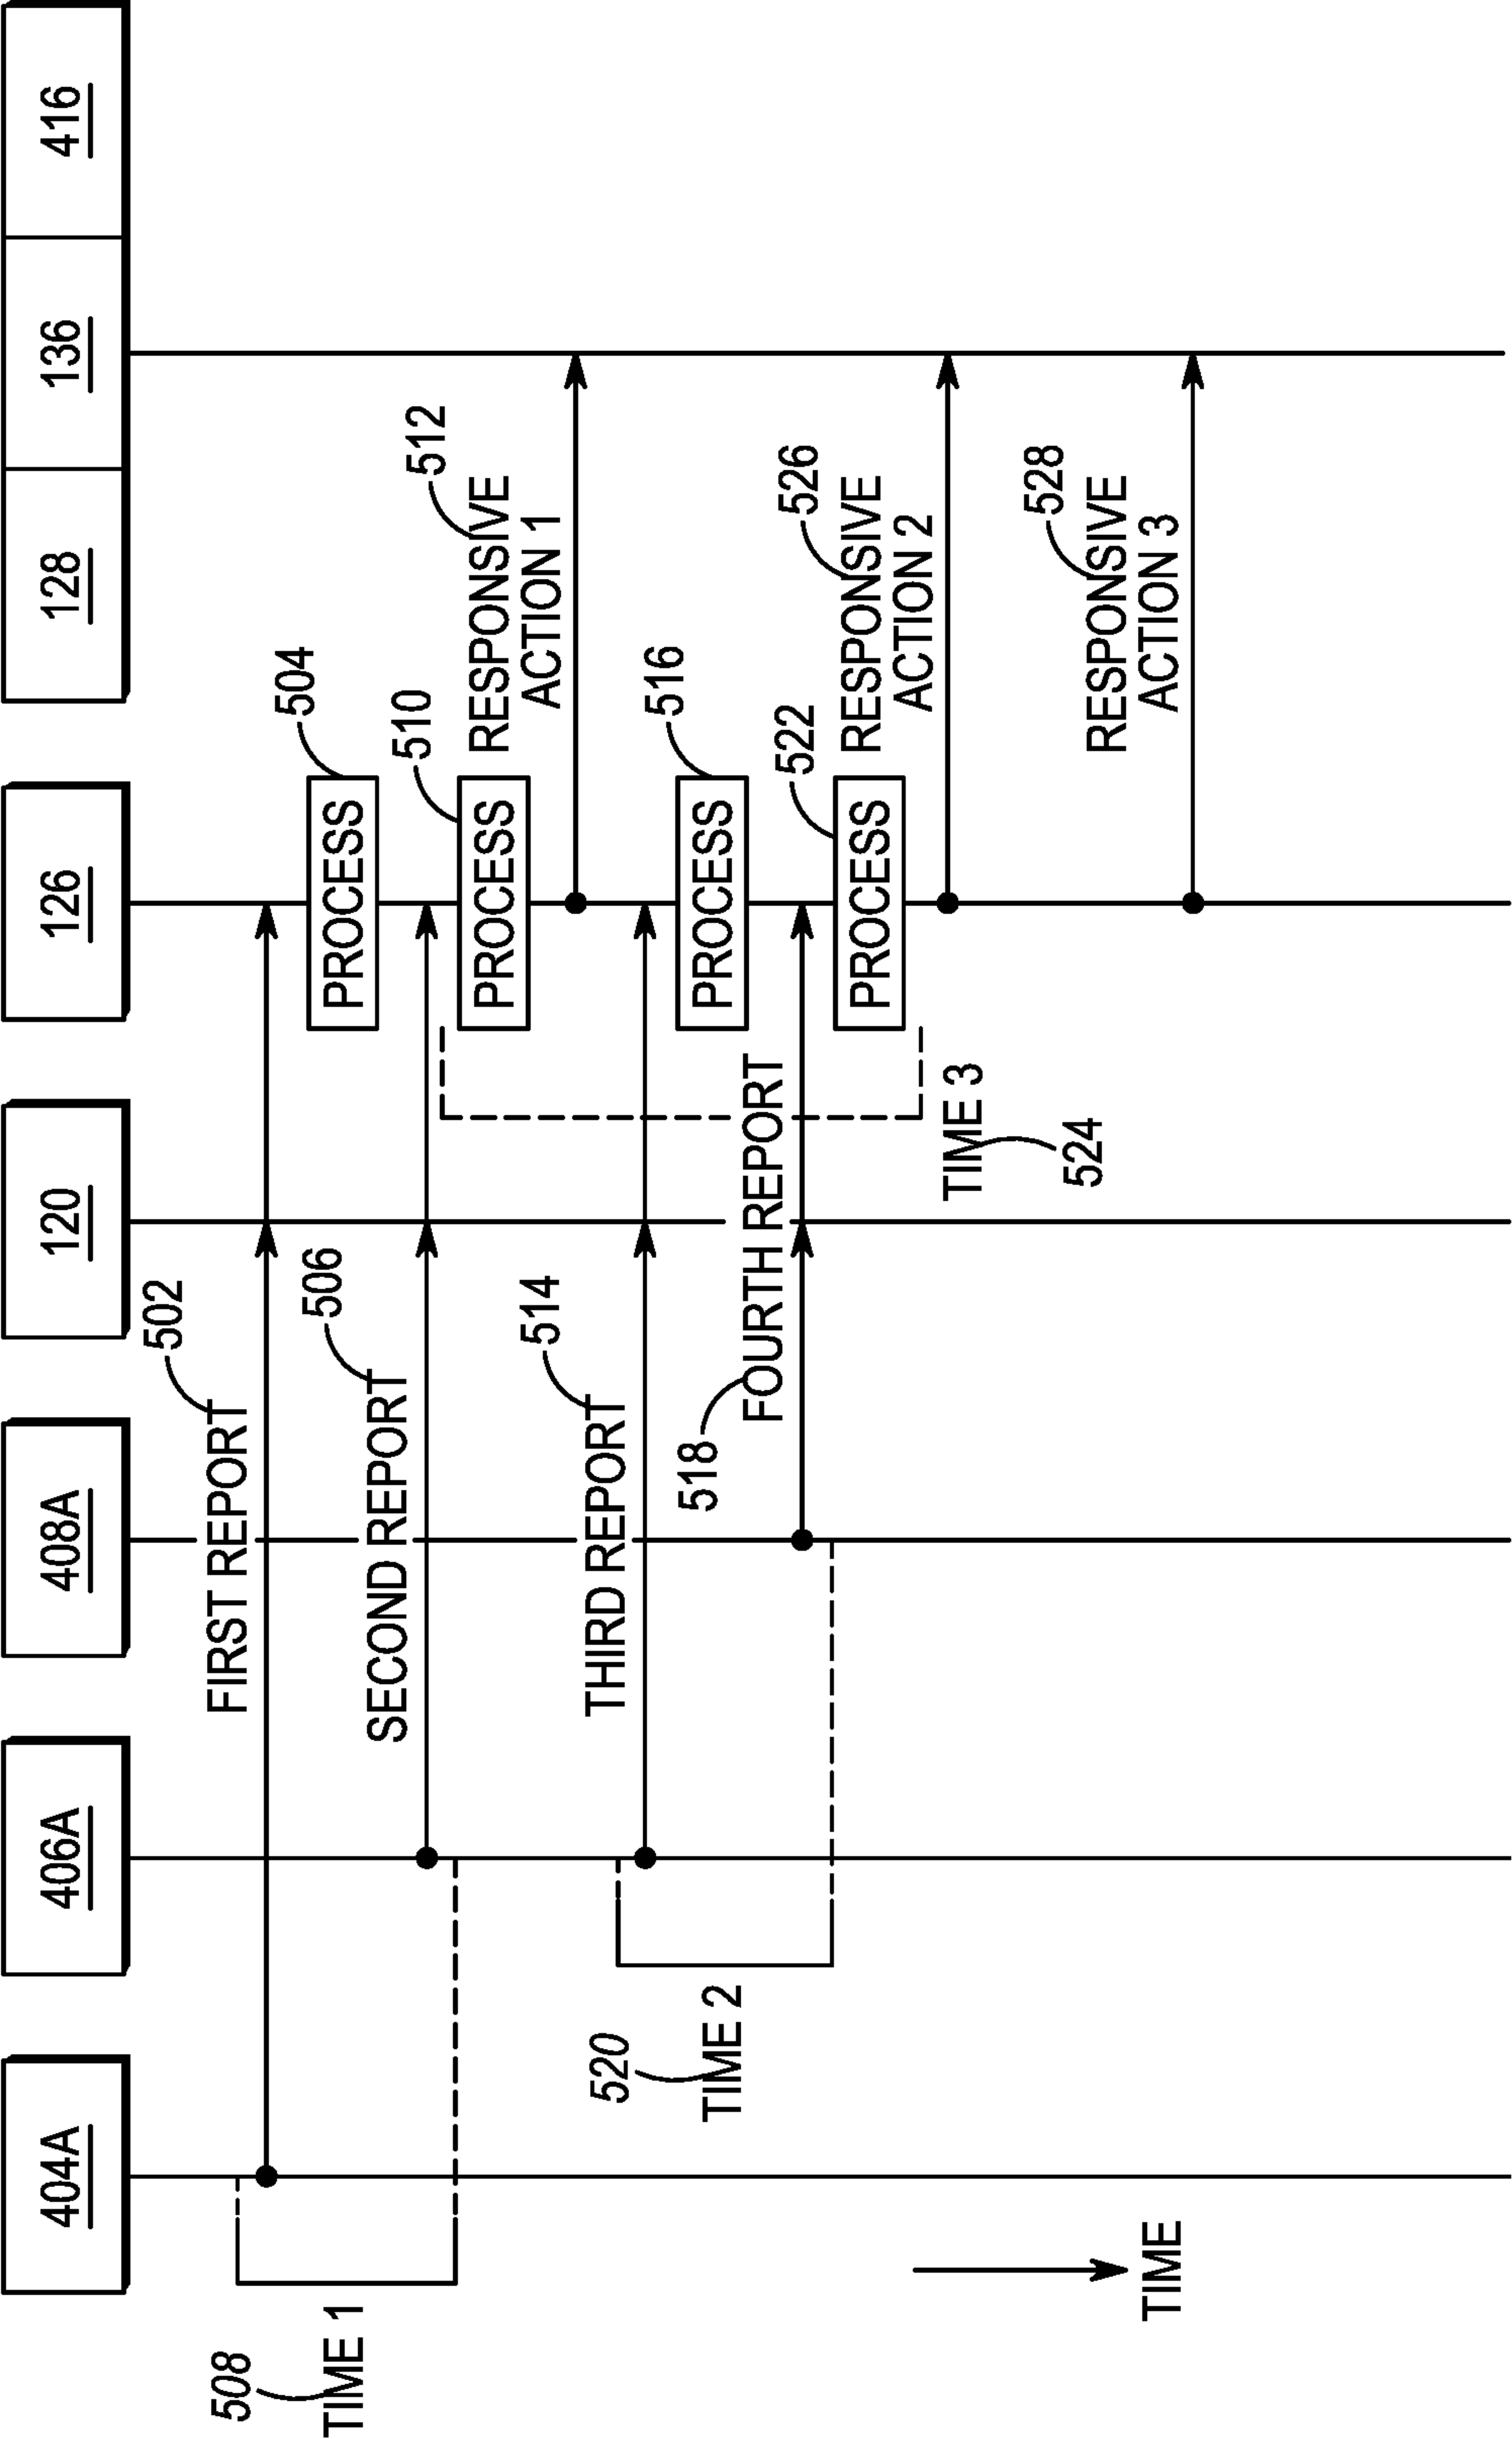 404A
406A
408A
120
126
128
136
416
502
FIRST REPORT
504
PROCESS
508
TIME 1
506
SECOND REPORT
510
PROCESS
512
RESPONSIVE
ACTION 1
514
THIRD REPORT
516
PROCESS
520
TIME 2
518
FOURTH REPORT
522
PROCESS
526
RESPONSIVE
ACTION 2
TIME 3
524
528
RESPONSIVE
ACTION 3
TIME